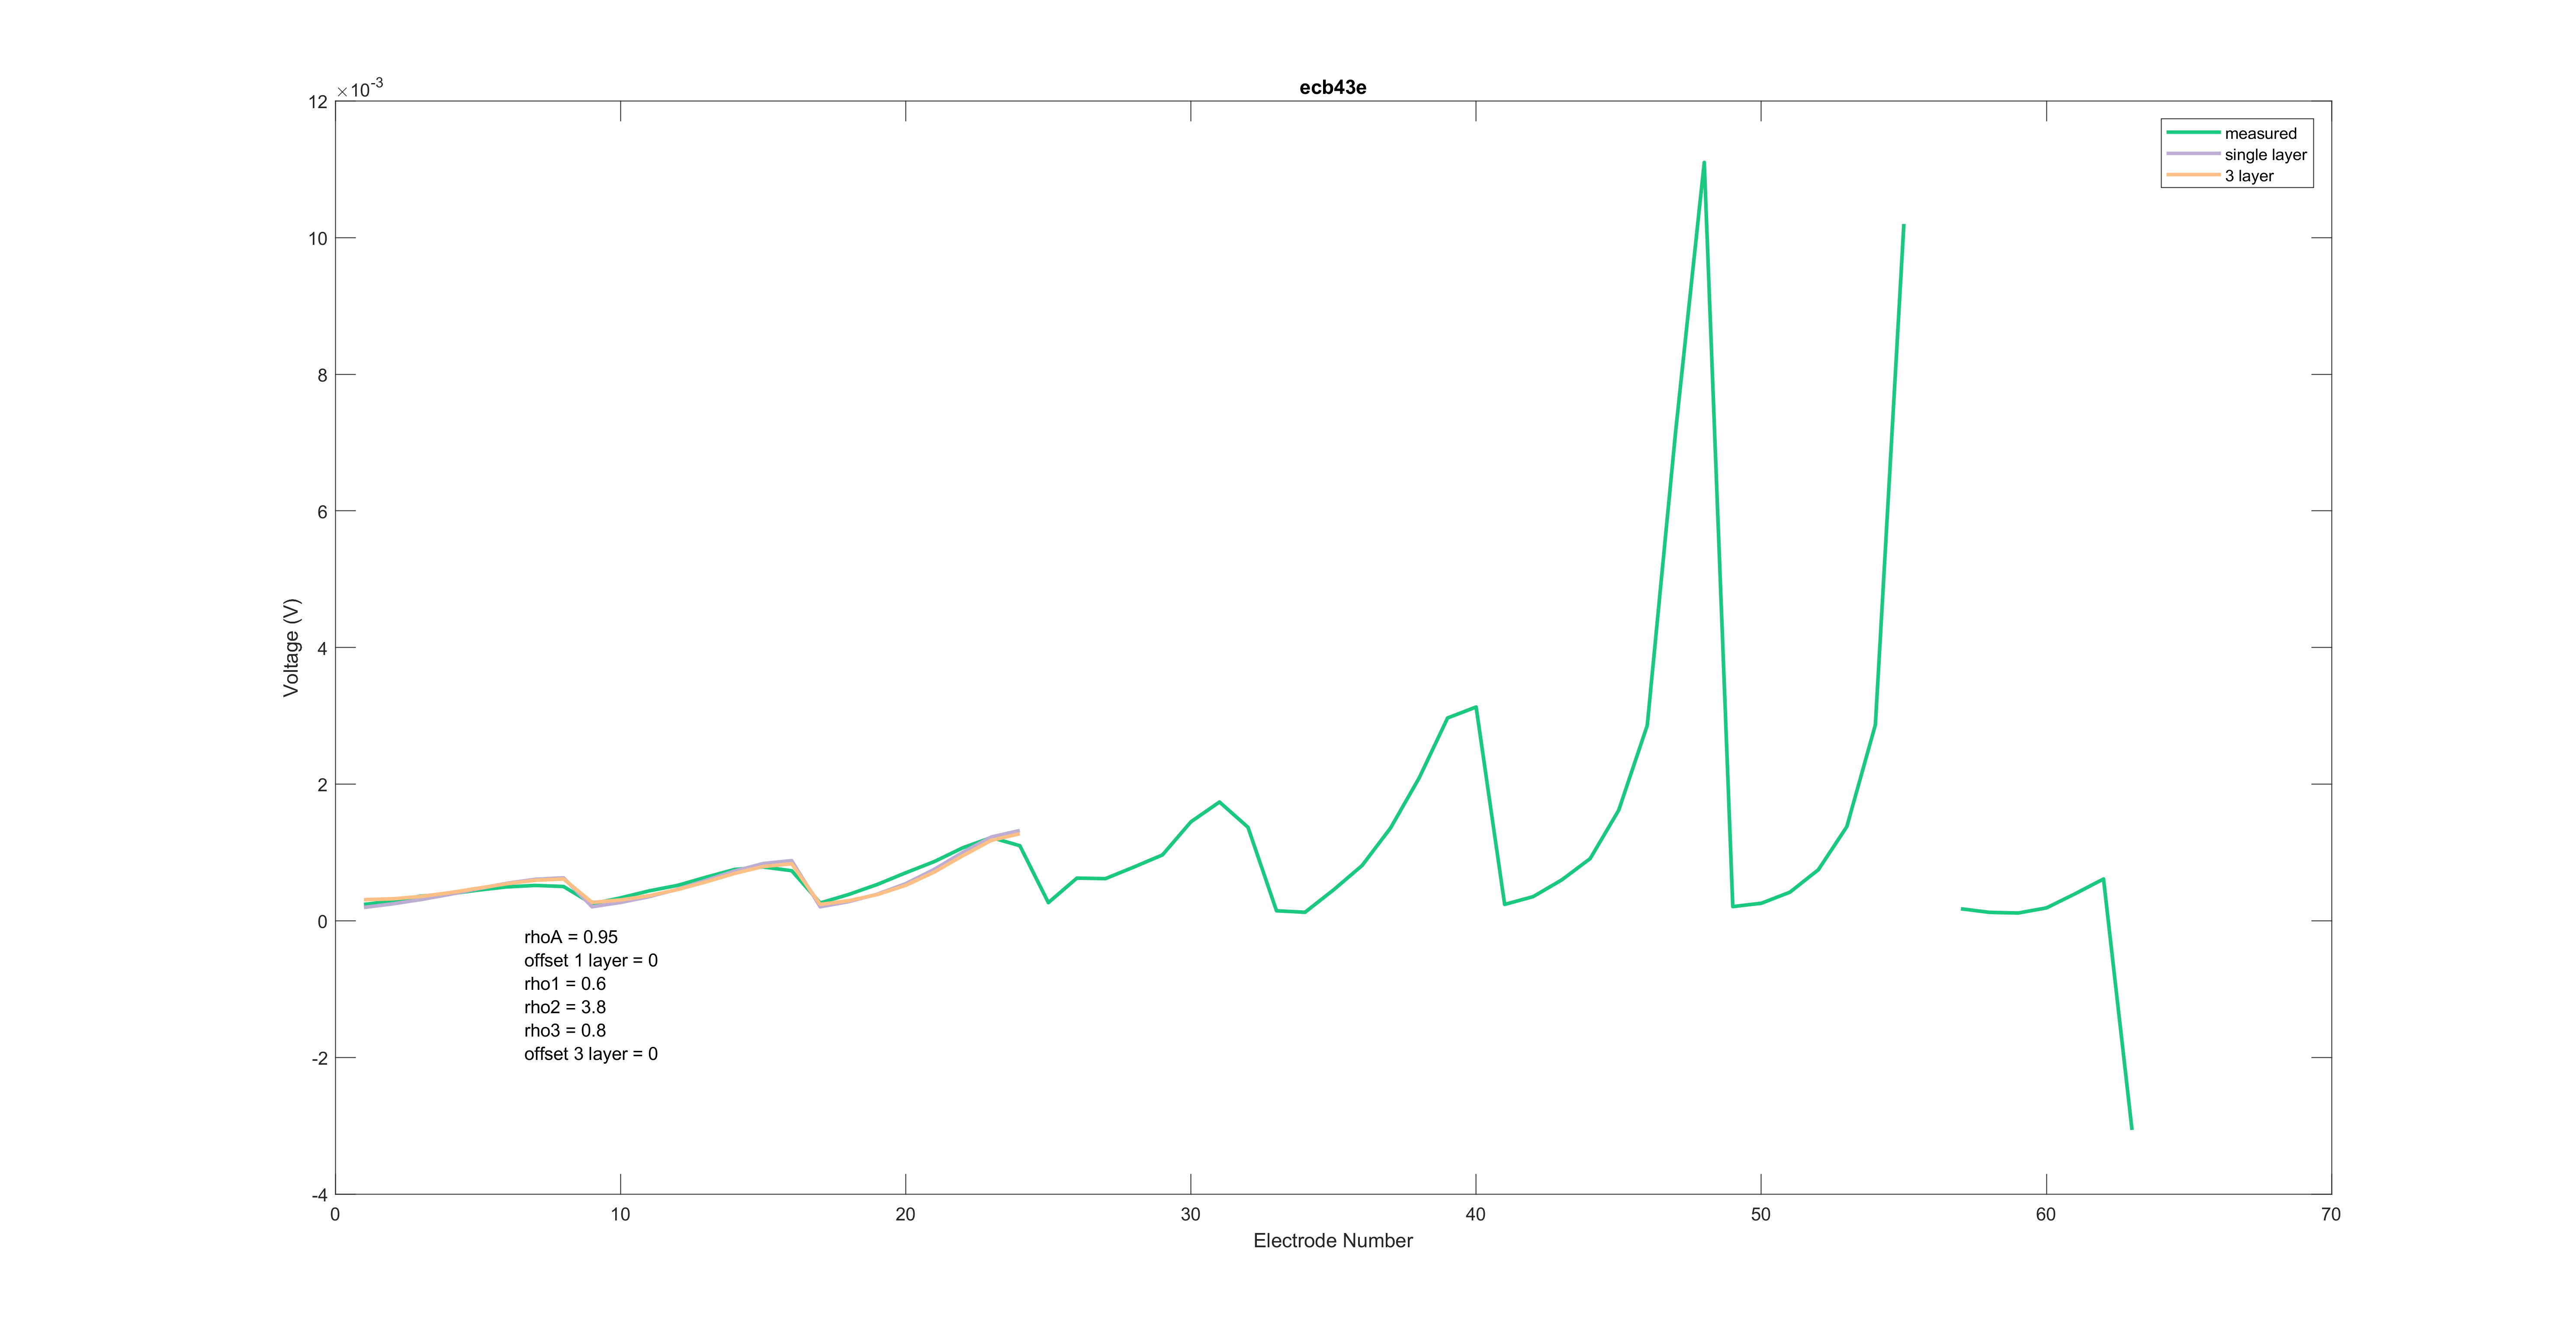 ecb43e
×10-3
12
10
8
6
4
2
0
-2
-4
Voltage (V)
measured
single layer
3 layer
rhoA = 0.95
offset 1 layer = 0
rho1 = 0.6
rho2 = 3.8
rho3 = 0.8
offset 3 layer = 0
0 10 20 30 40 50 60 70
Electrode Number